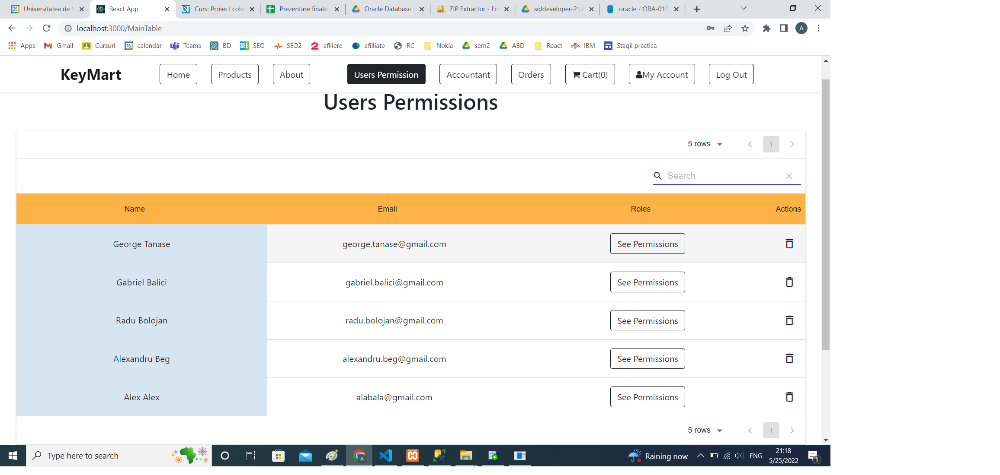 Universitatea de V
React App
Curs: Proiect cole
Prezentare finală
Oracle Database X
ZIP Extractor - Fre
sqldeveloper-21.4
oracle - ORA-010
localhost:3000/MainTable
A
Apps
Gmail
Cursuri
calendar
Teams
BD
SEO
SEO2
afiliere
afilliate
RC
Nokia
sem2
ABD
React
IBM
Stagii practica
KeyMart
Home
Products
About
Users Permission
Accountant
Orders
Cart(0)
My Account
Log Out
Users Permissions
5 rows
1
Search
Name Email Roles Actions
George Tanase george.tanase@gmail.com See Permissions
Gabriel Balici gabriel.balici@gmail.com See Permissions
Radu Bolojan radu.bolojan@gmail.com See Permissions
Alexandru Beg alexandru.beg@gmail.com See Permissions
Alex Alex alabala@gmail.com See Permissions
5 rows
1
Type here to search
Raining now
ENG
21:18
5/25/2022
1